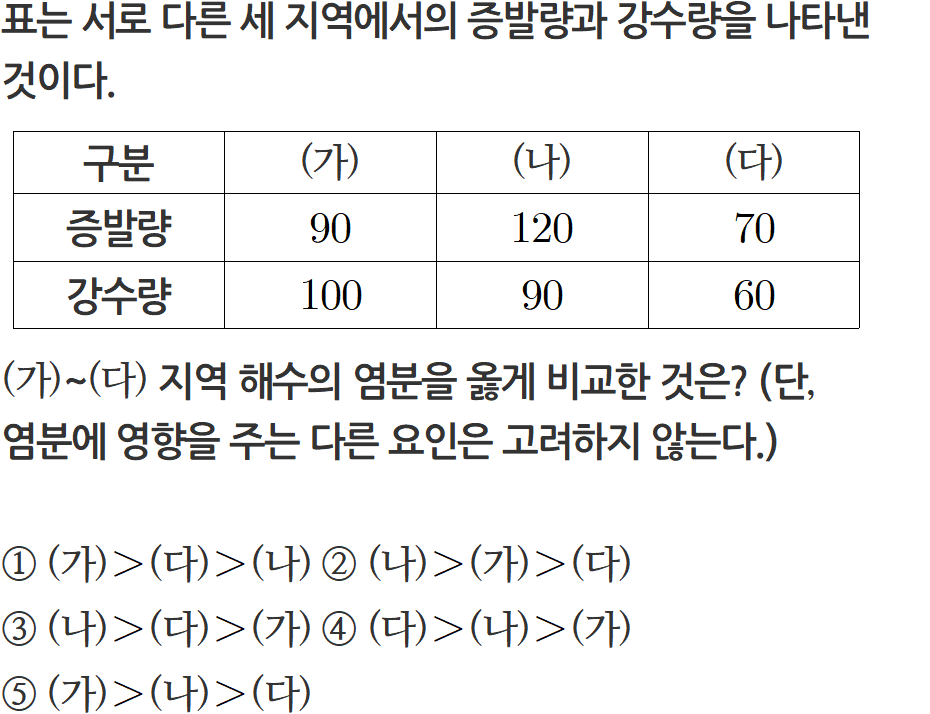 표는 서로 다른 세 지역에서의 증발량과 강수량을 나타낸
것이다.
구분 (가) (나) (다)
증발량 90 120 70
강수량 100 90 60
(가)~(다) 지역 해수의 염분을 옳게 비교한 것은? (단,
염분에 영향을 주는 다른 요인은 고려하지 않는다.)
① (가)>(다)>(나) ② (나)>(가)>(다)
③ (나)>(다)>(가) ④ (다)>(나)>(가)
⑤ (가)>(나)>(다)